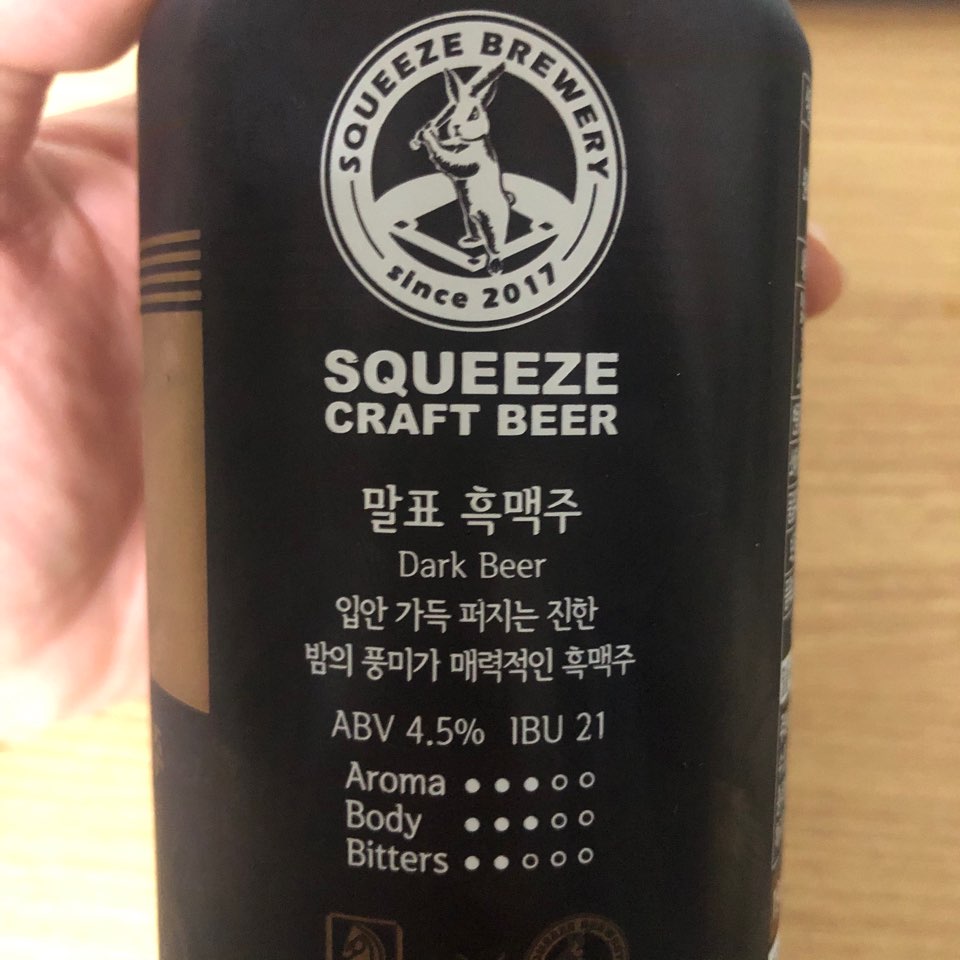 SQUEEZE BREWERY
since 2017
SQUEEZE
CRAFT BEER
말표 흑맥주
Dark Beer
입안 가득 퍼지는 진한
밤의 풍미가 매력적인 흑맥주
ABV 4.5% IBU 21
Aroma ●●●○○
Body ●●●○○
Bitters ●●○○○